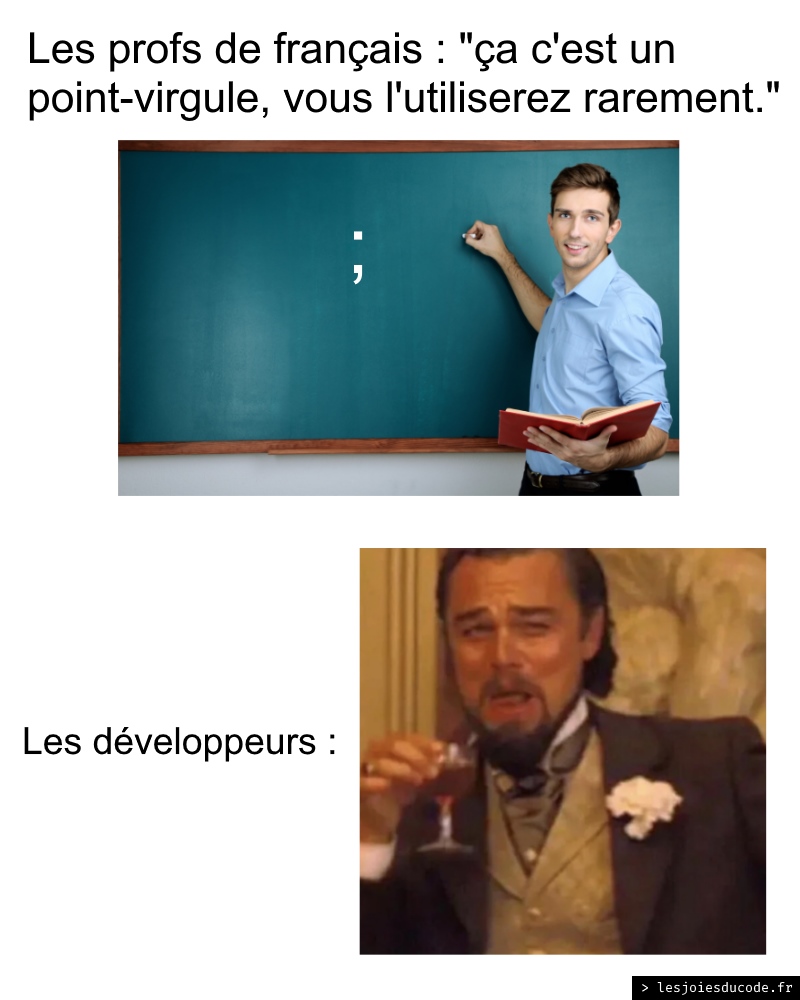 Les profs de français : "ça c'est un
point-virgule, vous l'utiliserez rarement."
;
Les développeurs :
> lesjoiesducode.fr